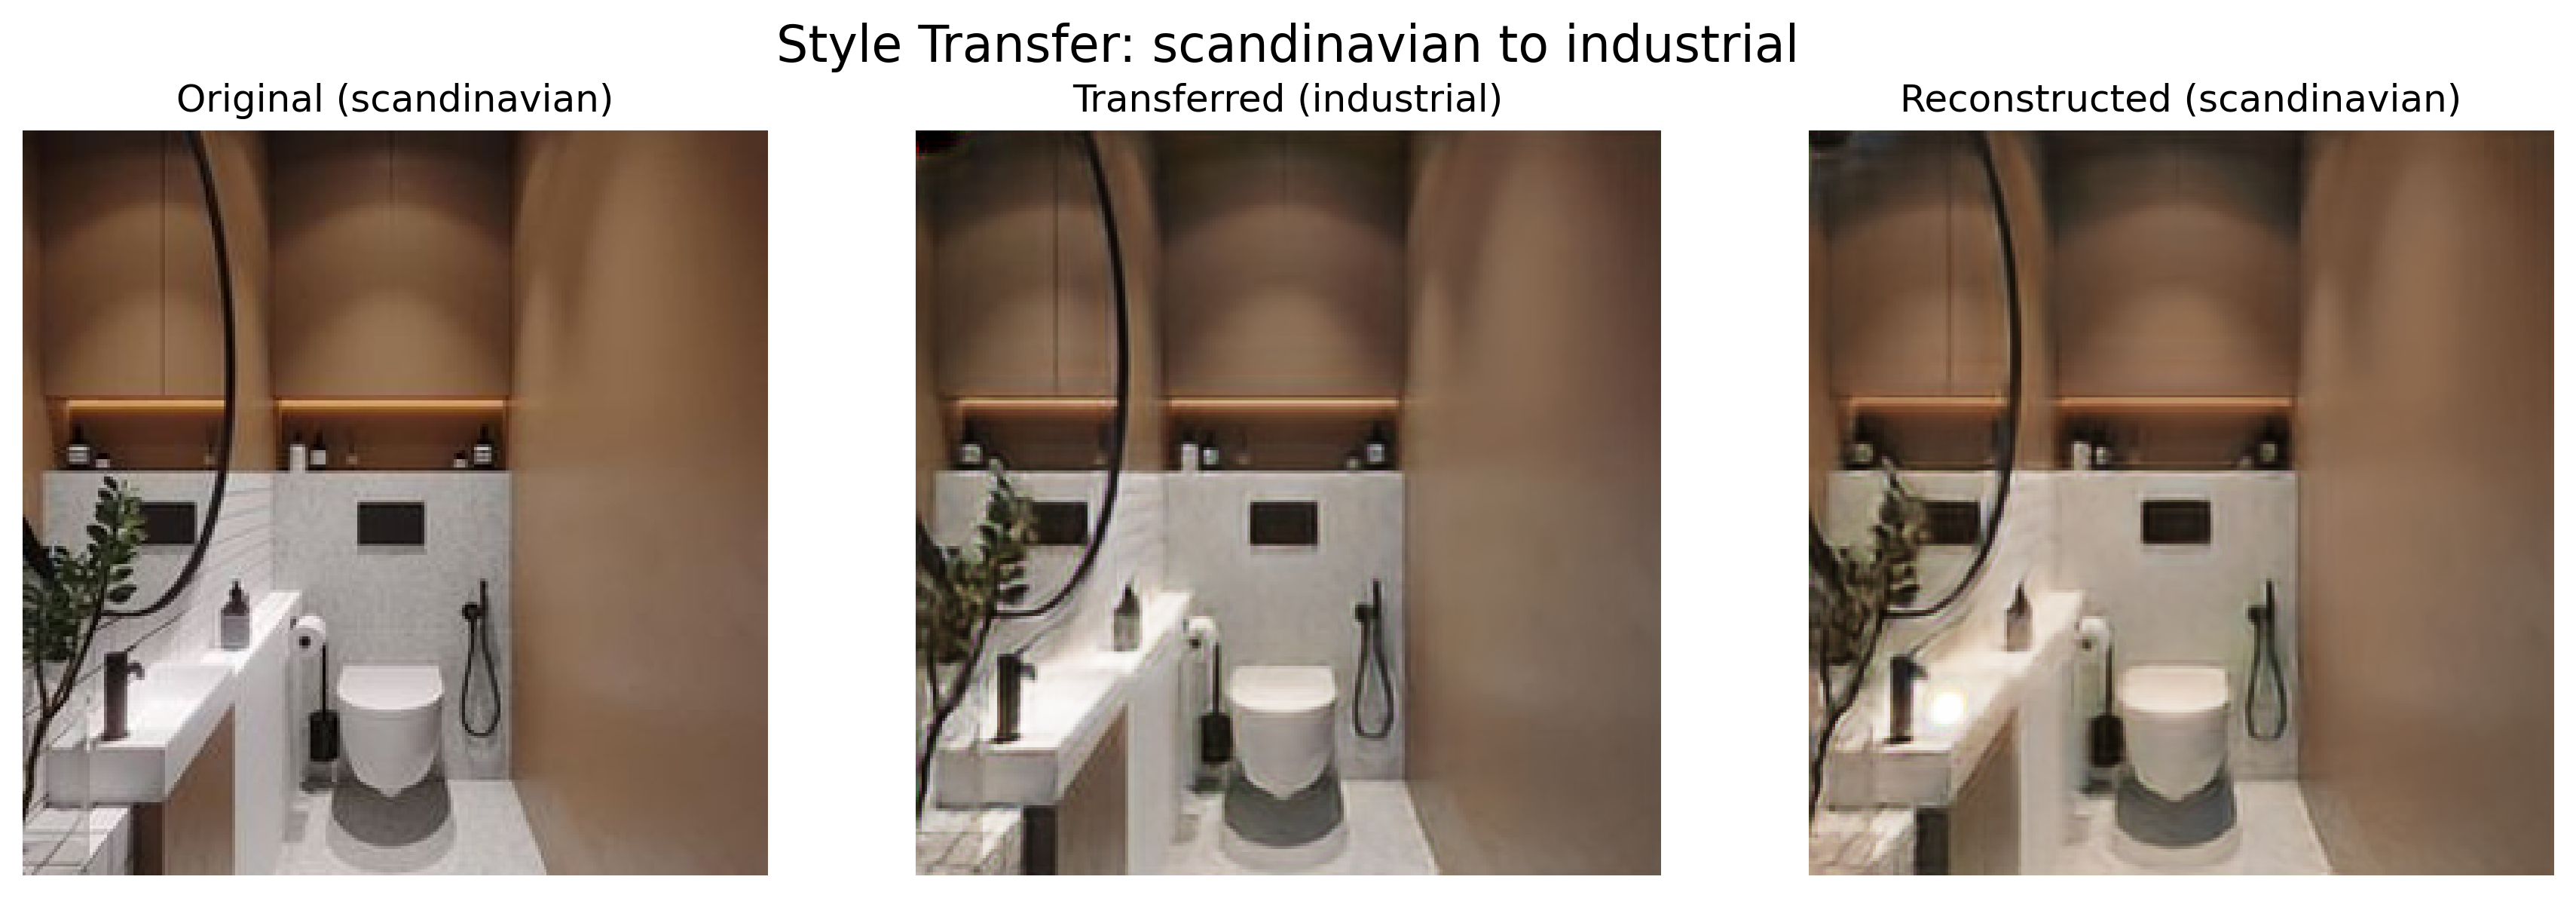 Style Transfer: scandinavian to industrial
Original (scandinavian)
Transferred (industrial)
Reconstructed (scandinavian)